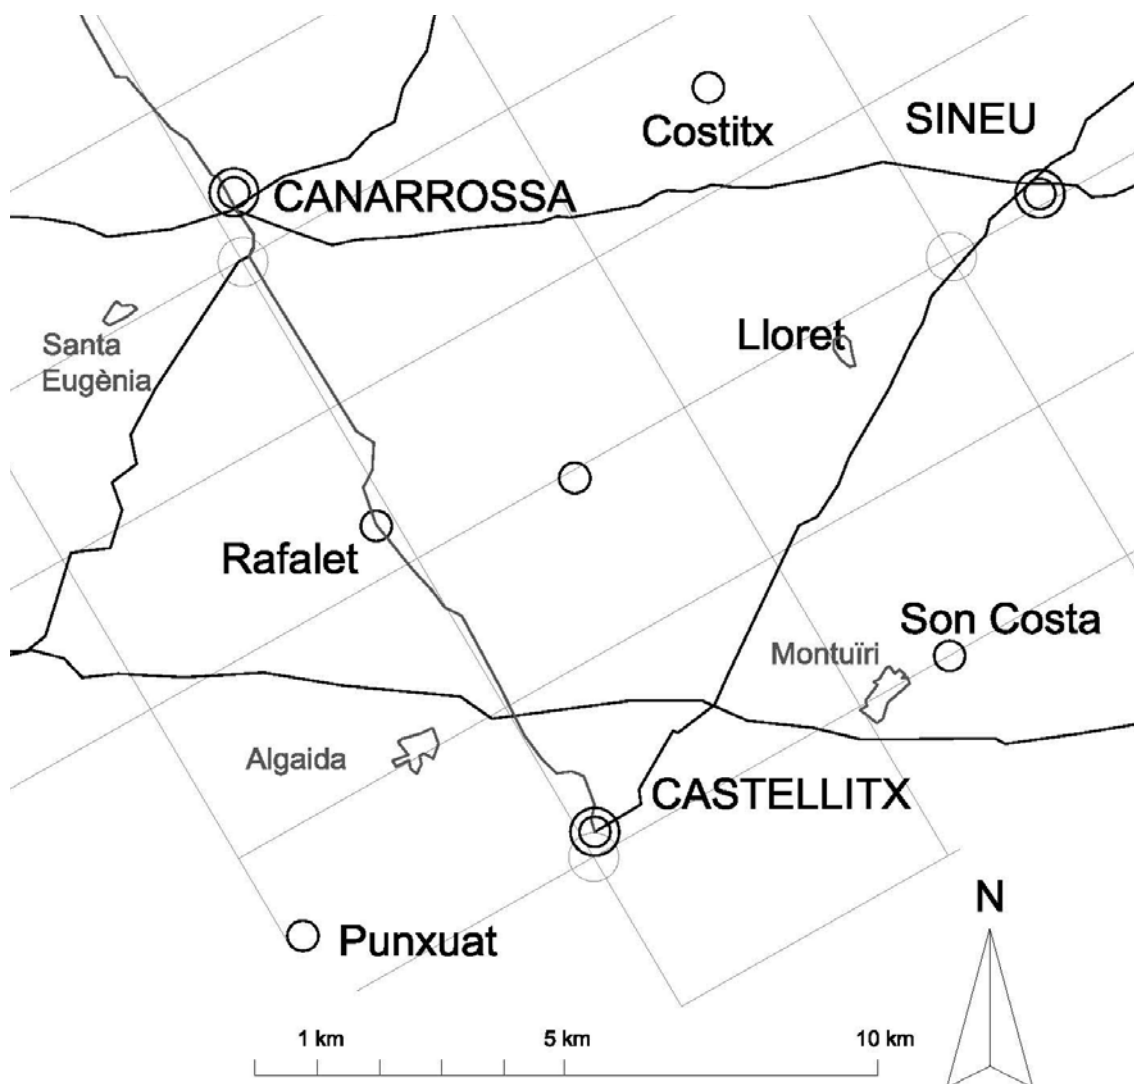 Costitx
SINEU
CANARROSSA
Santa
Eugènia
Lloret
Rafalet
Son Costa
Montuïri
Algaida
CASTELLITX
N
Punxuat
1 km
5 km
10 km